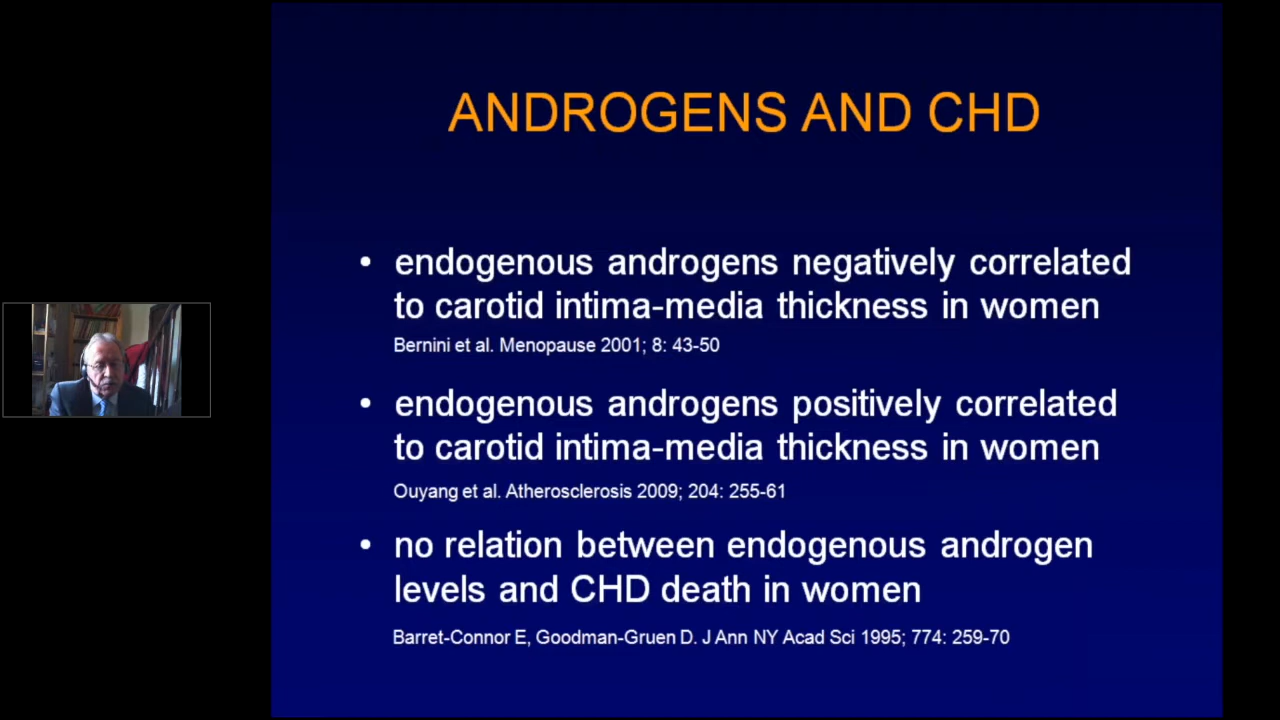 ANDROGENS AND CHD
• endogenous androgens negatively correlated
to carotid intima-media thickness in women
Bernini et al. Menopause 2001; 8: 43-50
• endogenous androgens positively correlated
to carotid intima-media thickness in women
Ouyang et al. Atherosclerosis 2009; 204: 255-61
• no relation between endogenous androgen
levels and CHD death in women
Barret-Connor E, Goodman-Gruen D. J Ann NY Acad Sci 1995; 774: 259-70